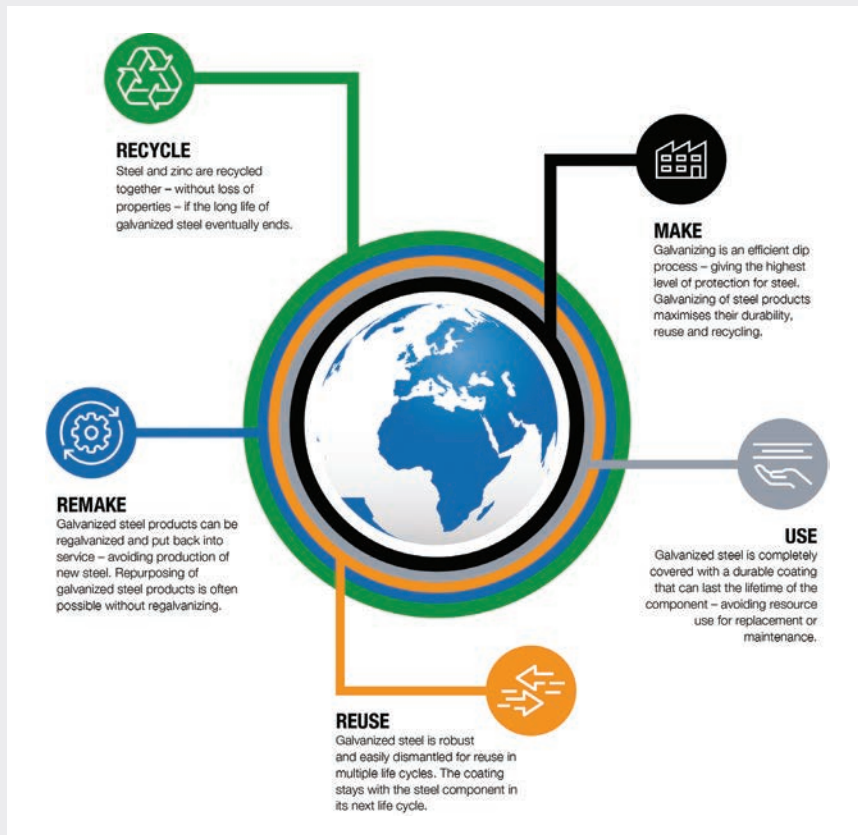 RECYCLE
Steel and zinc are recycled
together – without loss of
properties – if the long life of
galvanized steel eventually ends.
MAKE
Galvanizing is an efficient dip
process – giving the highest
level of protection for steel.
Galvanizing of steel products
maximises their durability,
reuse and recycling.
REMAKE
Galvanized steel products can be
regalvanized and put back into
service – avoiding production of
new steel. Repurposing of
galvanized steel products is often
possible without regalvanizing.
USE
Galvanized steel is completely
covered with a durable coating
that can last the lifetime of the
component – avoiding resource
use for replacement or
maintenance.
REUSE
Galvanized steel is robust
and easily dismantled for reuse in
multiple life cycles. The coating
stays with the steel component in
its next life cycle.